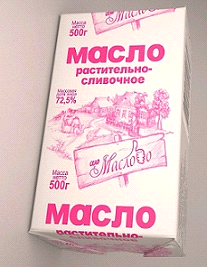 Масса
нетто
500г
МАСЛО
РАСТИТЕЛЬНО-
СЛИВОЧНОЕ
Массовая
доля жира
72,5%
Масло
Масса
нетто
500г
МАСЛО
РАСТИТЕЛЬНО-
СЛИВОЧНОЕ